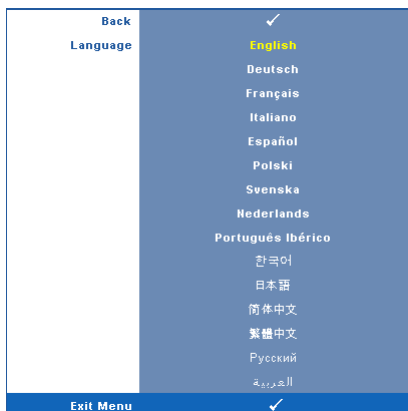 Back ✓
Language English
Deutsch
Français
Italiano
Español
Polski
Svenska
Nederlands
Portugués Ibérico
한국어
日本語
简体中文
繁體中文
Русский
العربية
Exit Menu ✓